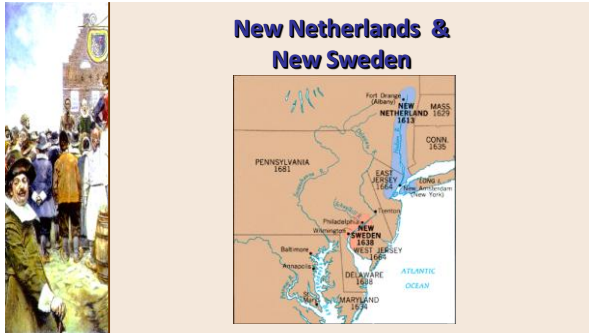 New Netherlands &
New Sweden
Fort Orange
(Albany)
NEW
NETHERLAND
1613
MASS.
1629
CONN.
1635
PENNSYLVANIA
1681
EAST
JERSEY
1664
LONG I.
New Amsterdam
(New York)
Trenton
Philadelphia
Wilmington
NEW
SWEDEN
1638
WEST JERSEY
1664
Baltimore
Annapolis
DELAWARE
ATLANTIC
OCEAN
St.
MARYLAND